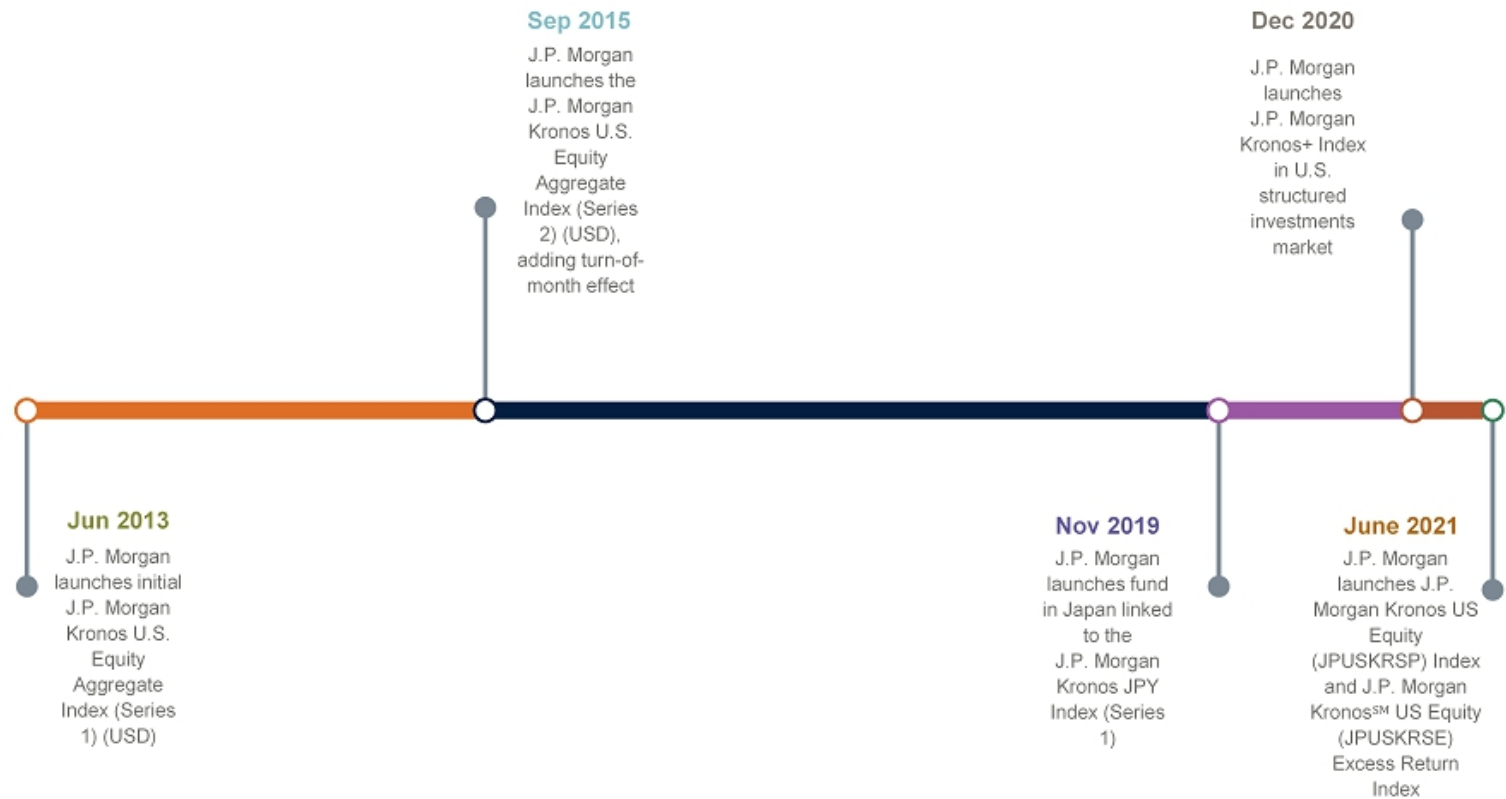 Sep 2015
J.P. Morgan
launches the
J.P. Morgan
Kronos U.S.
Equity
Aggregate
Index (Series
2) (USD),
adding turn-of-
month effect
Dec 2020
J.P. Morgan
launches
J.P. Morgan
Kronos+ Index
in U.S.
structured
investments
market
Jun 2013
J.P. Morgan
launches initial
J.P. Morgan
Kronos U.S.
Equity
Aggregate
Index (Series
1) (USD)
Nov 2019
J.P. Morgan
launches fund
in Japan linked
to the
J.P. Morgan
Kronos JPY
Index (Series
1)
June 2021
J.P. Morgan
launches J.P.
Morgan Kronos US
Equity
(JPUSKRSP) Index
and J.P. Morgan
Kronos℠ US Equity
(JPUSKRSE)
Excess Return
Index